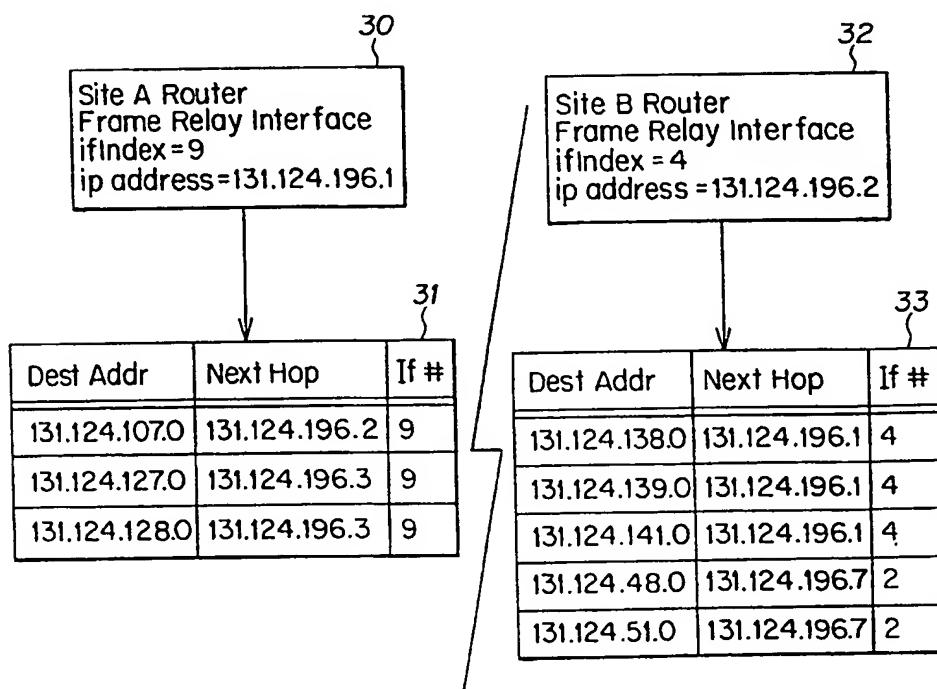 30
Site A Router
Frame Relay Interface
ifIndex = 9
ip address = 131.124.196.1
31
Dest Addr Next Hop If #
131.124.107.0 131.124.196.2 9
131.124.127.0 131.124.196.3 9
131.124.128.0 131.124.196.3 9
32
Site B Router
Frame Relay Interface
ifIndex = 4
ip address = 131.124.196.2
33
Dest Addr Next Hop If #
131.124.138.0 131.124.196.1 4
131.124.139.0 131.124.196.1 4
131.124.141.0 131.124.196.1 4
131.124.48.0 131.124.196.7 2
131.124.51.0 131.124.196.7 2